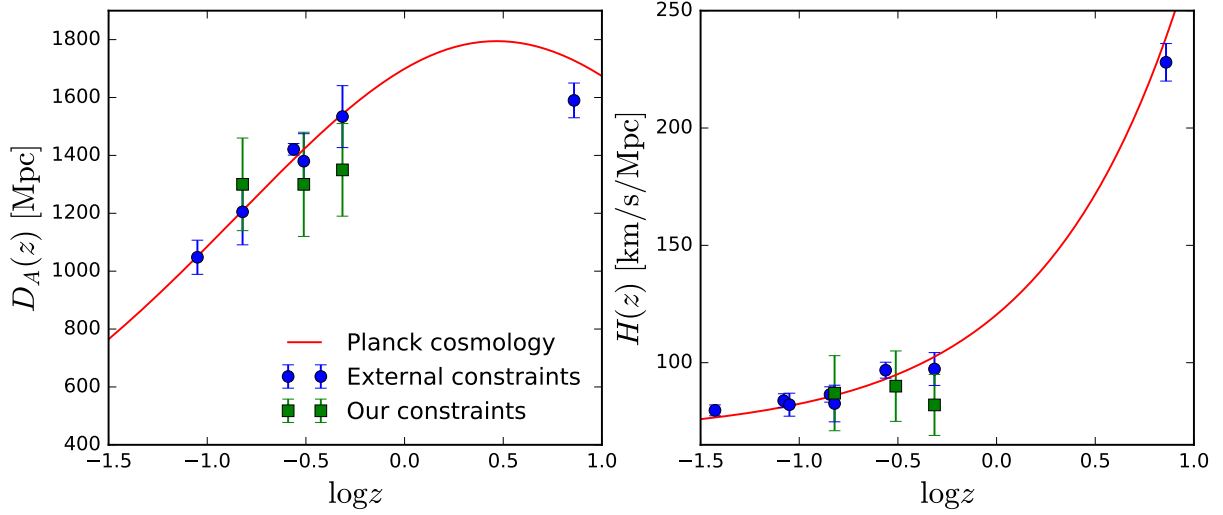 1800
1600
1400
1200
1000
800
600
400
D_A(z) [Mpc]
−1.5 −1.0 −0.5 0.0 0.5 1.0
logz
Planck cosmology
External constraints
Our constraints
250
200
150
100
H(z) [km/s/Mpc]
−1.5 −1.0 −0.5 0.0 0.5 1.0
logz